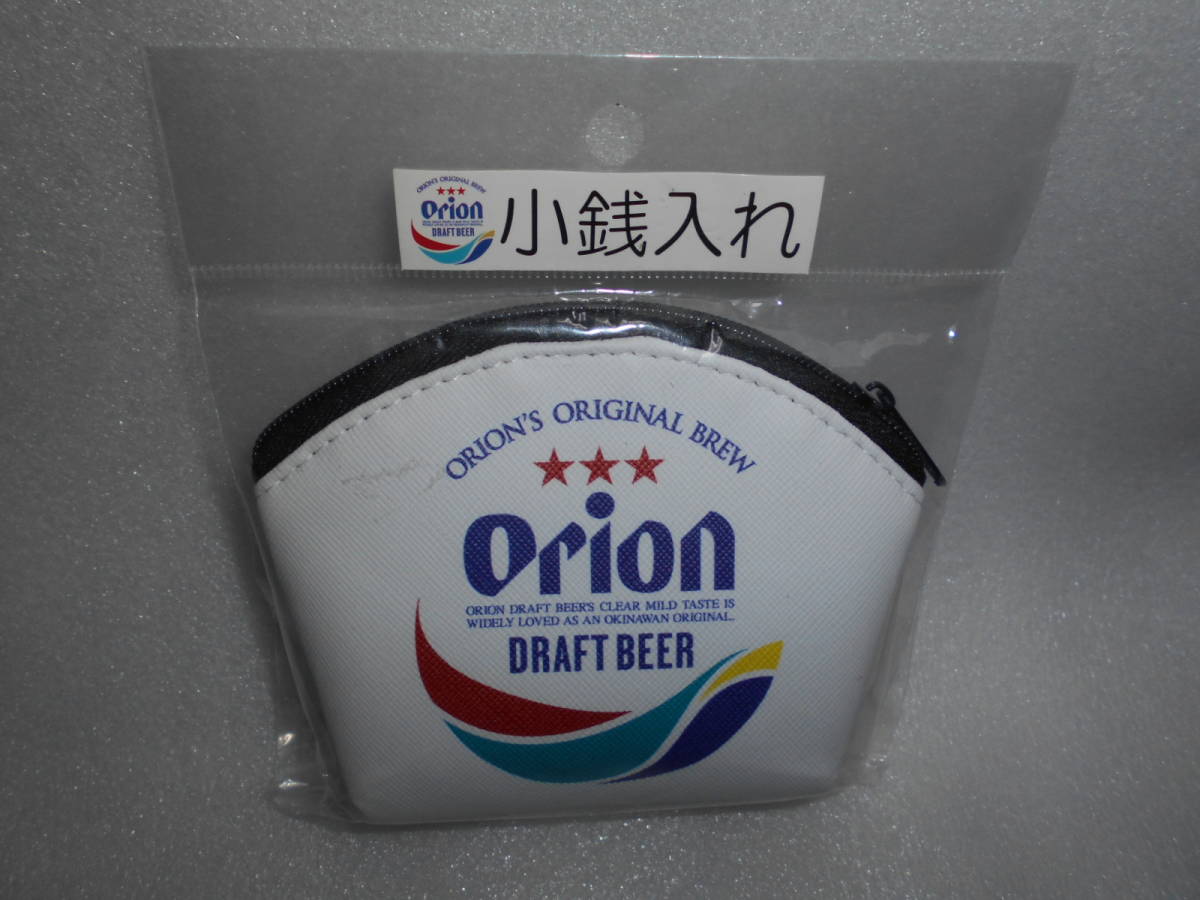 ORION'S ORIGINAL BREW
Orion
DRAFT BEER
小銭入れ
ORION'S ORIGINAL BREW
Orion
ORION DRAFT BEER'S CLEAR MILD TASTE IS
WIDELY LOVED AS AN OKINAWAN ORIGINAL.
DRAFT BEER